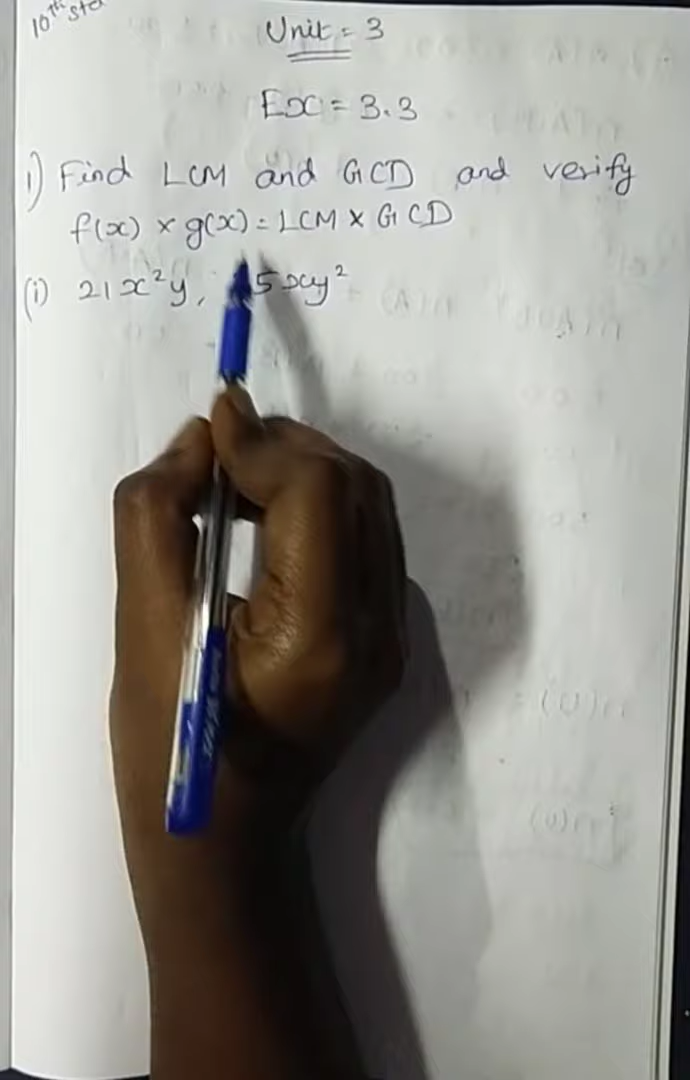 10th std
Unit = 3
Ex = 3.3
1) Find LCM and GCD and verify
f(x) × g(x) = LCM × GCD
(i) 21x²y, 5xy²